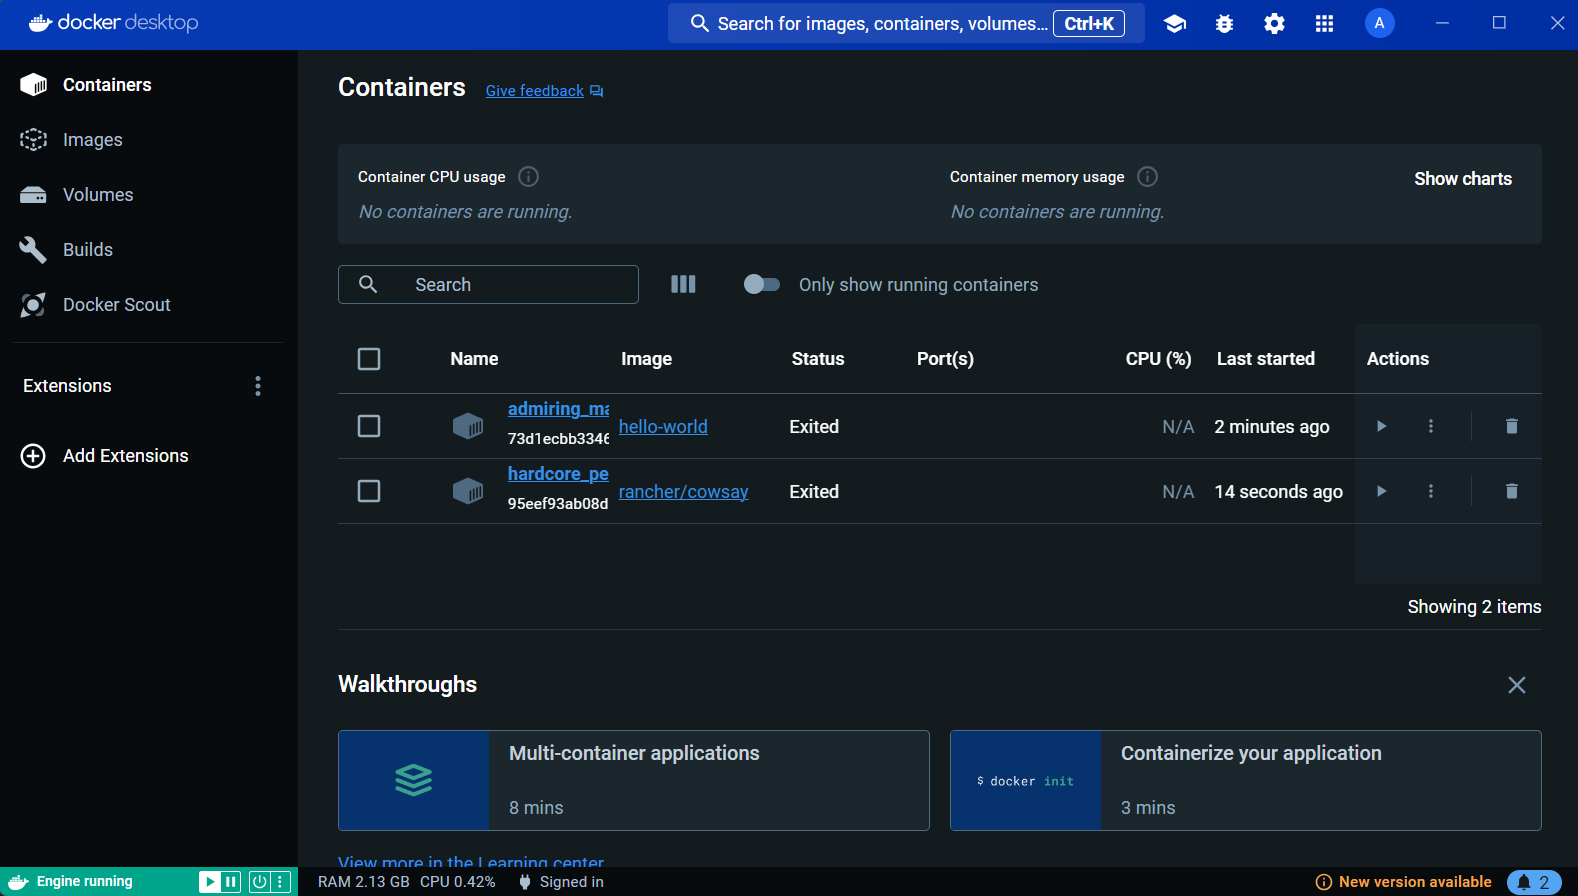 docker desktop
Search for images, containers, volumes... Ctrl+K
A
Containers
Images
Volumes
Builds
Docker Scout
Extensions
Add Extensions
Containers Give feedback
Container CPU usage
No containers are running.
Container memory usage
No containers are running.
Show charts
Search
Only show running containers
Name Image Status Port(s) CPU (%) Last started Actions
admiring_ma
73d1ecbb3346
hello-world Exited N/A 2 minutes ago
hardcore_pe
95eef93ab08d
rancher/cowsay Exited N/A 14 seconds ago
Showing 2 items
Walkthroughs
Multi-container applications
8 mins
$ docker init
Containerize your application
3 mins
View more in the Learning center
Engine running
RAM 2.13 GB CPU 0.42% Signed in
New version available
2